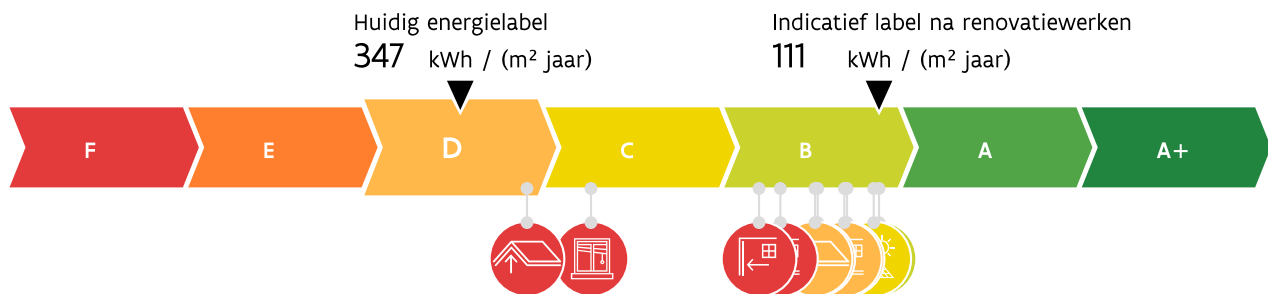 Huidig energielabel
347 kWh / (m² jaar)
Indicatief label na renovatiewerken
111 kWh / (m² jaar)
F
E
D
C
B
A
A+